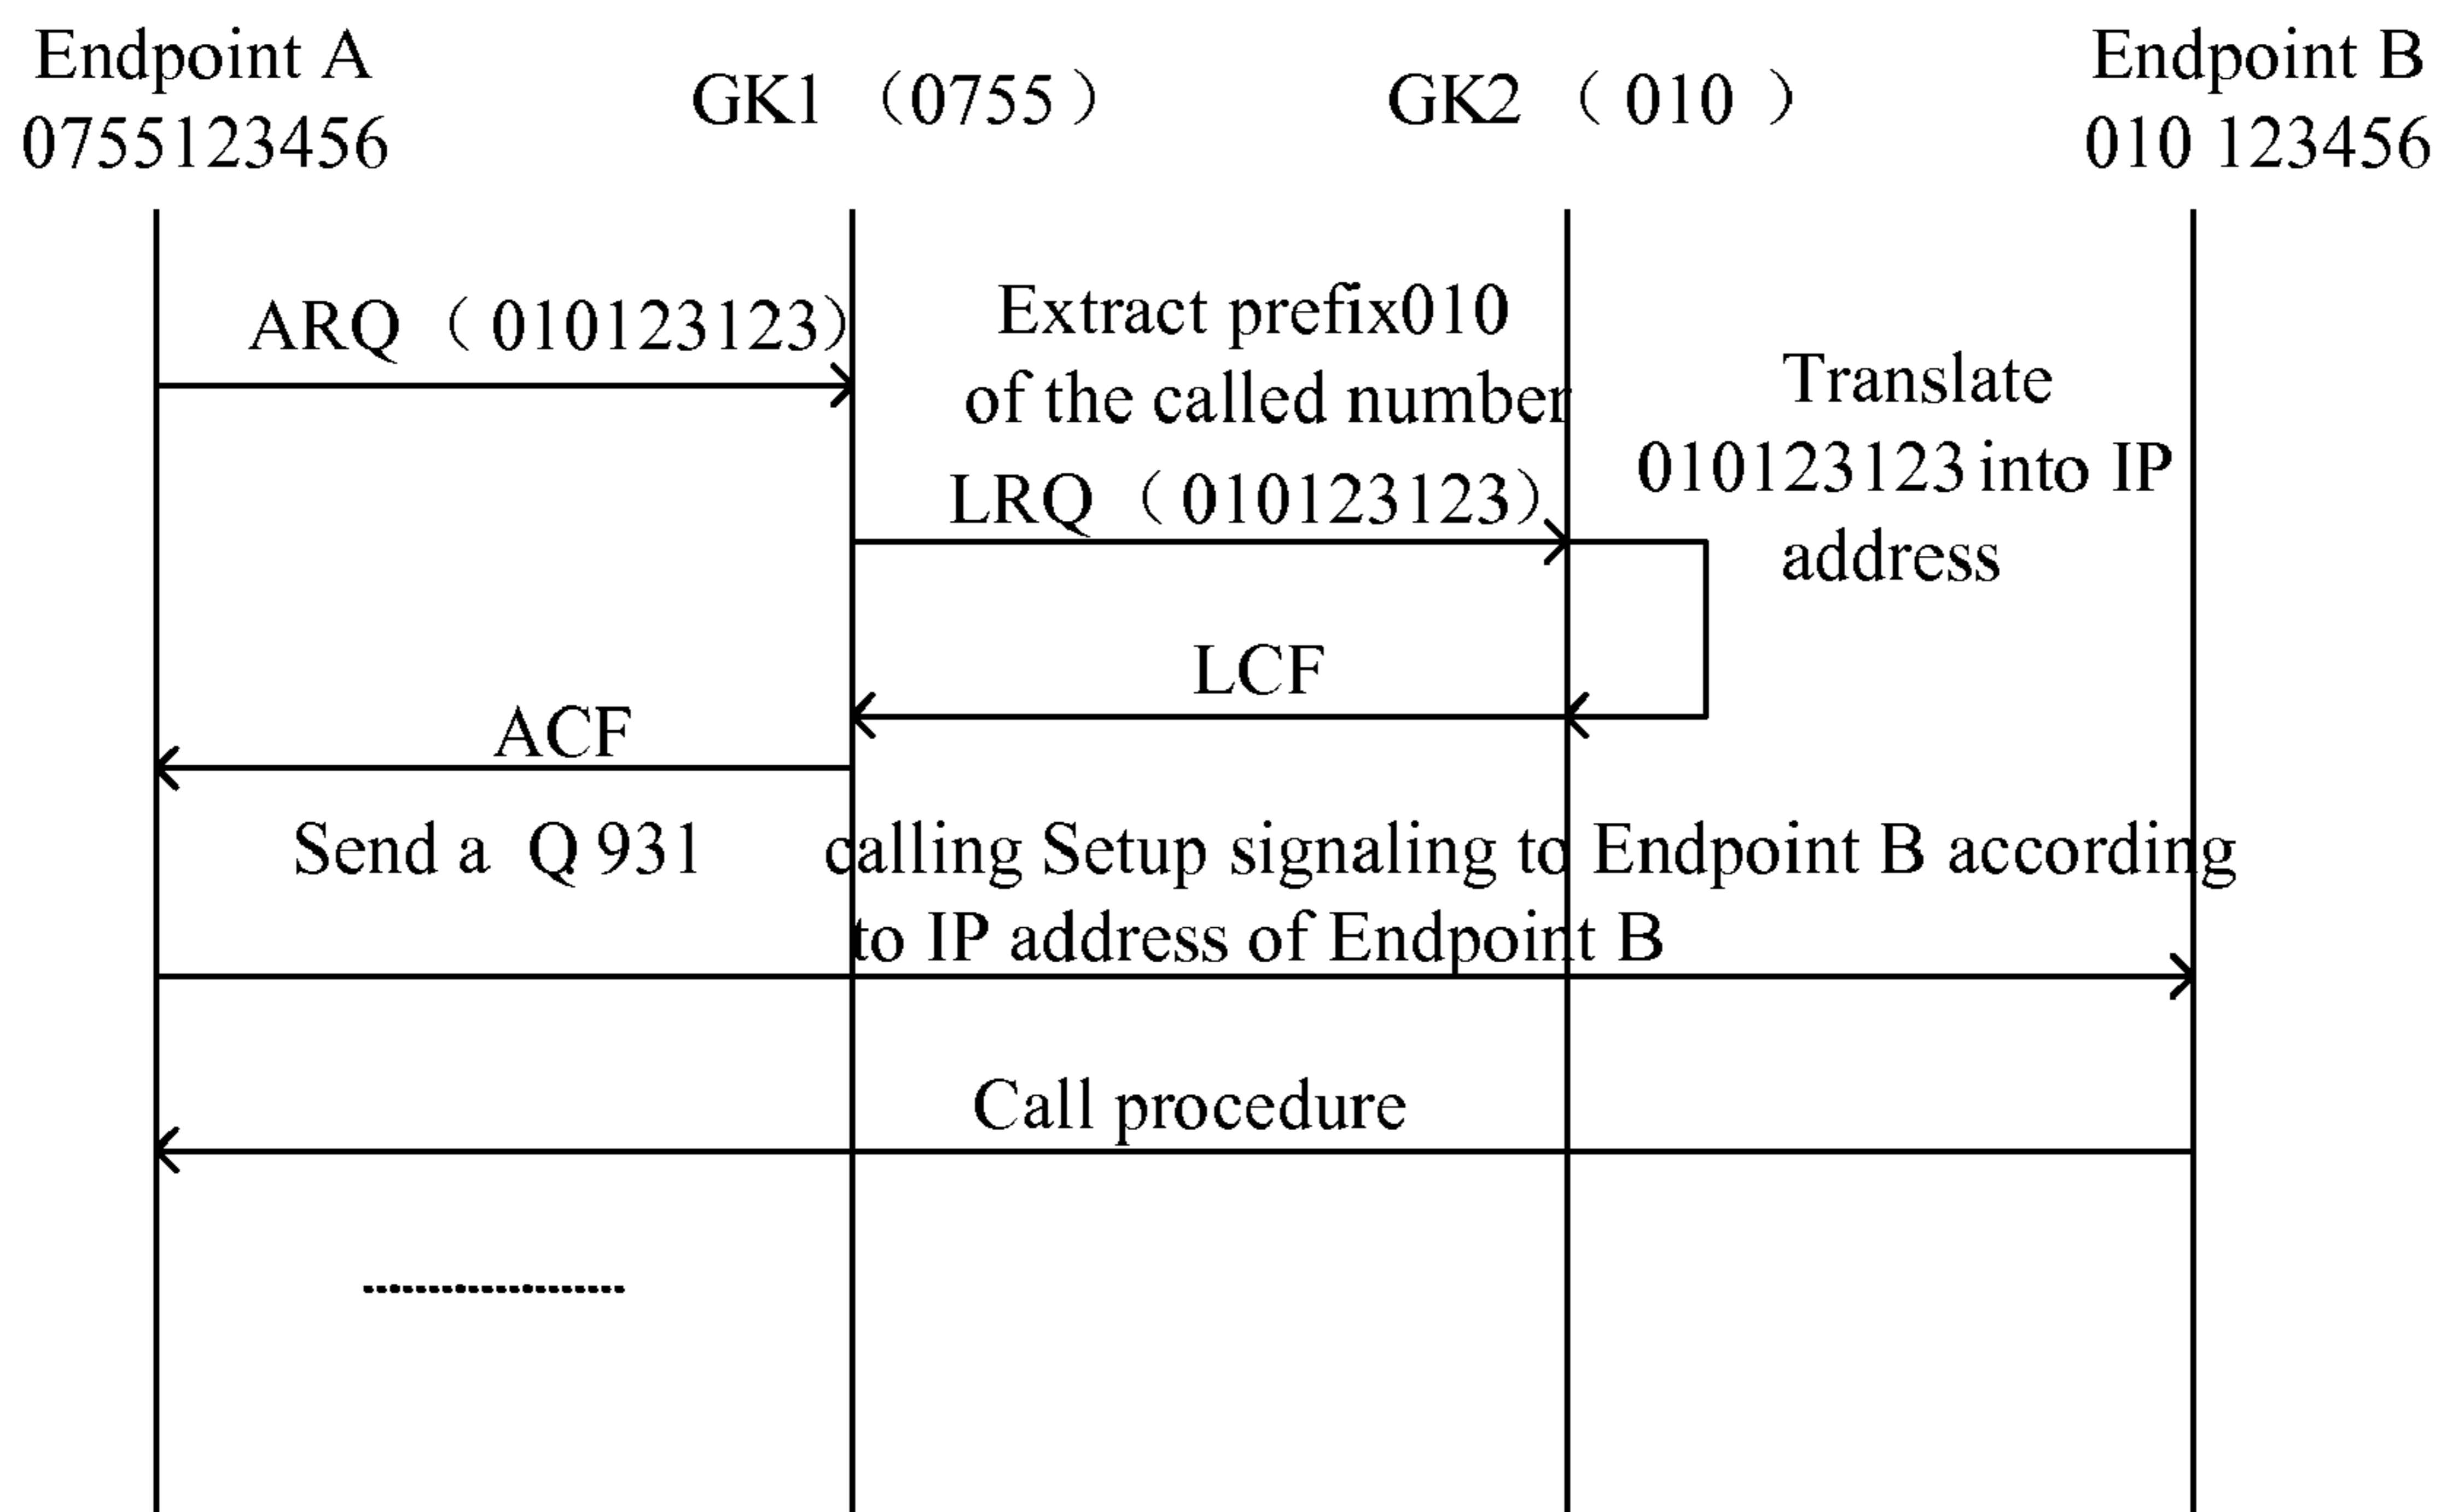 Endpoint A
0755123456
GK1 （0755）
GK2 （ 010 ）
Endpoint B
010 123456
ARQ （ 010123123）
Extract prefix010
of the called number
LRQ （ 010123123）
Translate
010123123 into IP
address
LCF
ACF
Send a Q 931 calling Setup signaling to Endpoint B according
to IP address of Endpoint B
Call procedure